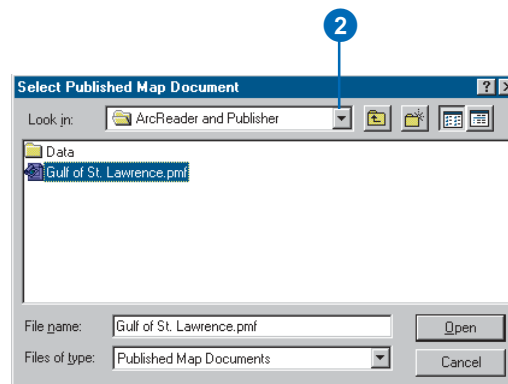 2
Select Published Map Document
Look in: ArcReader and Publisher
Data
Gulf of St. Lawrence.pmf
File name: Gulf of St. Lawrence.pmf Open
Files of type: Published Map Documents Cancel